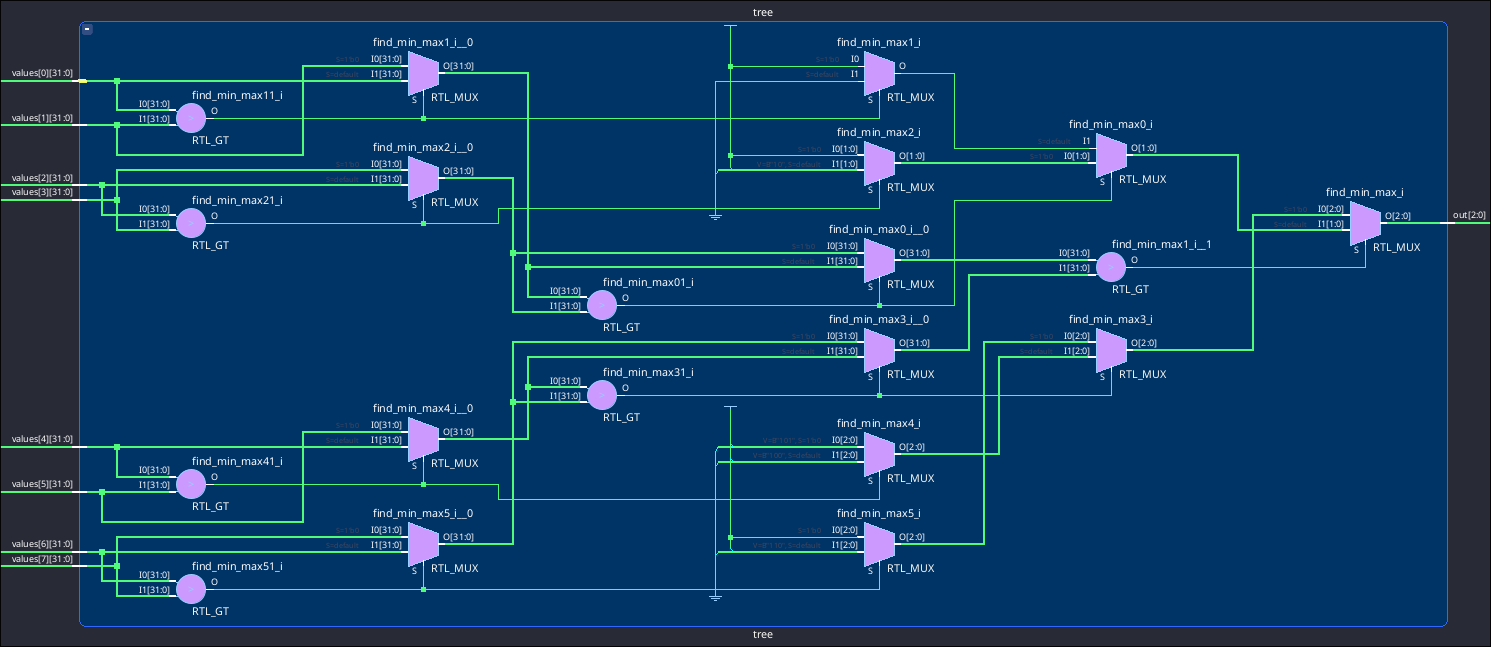 tree
find_min_max1_i__0
find_min_max1_i
S=1'b0 I0[31:0]
S=default I1[31:0]
O[31:0]
S
RTL_MUX
S=1'b0 I0
S=default I1
O
S
RTL_MUX
values[0][31:0]
find_min_max11_i
I0[31:0]
I1[31:0]
O
RTL_GT
values[1][31:0]
find_min_max2_i
S=1'b0 I0[1:0]
V=B"10", S=default I1[1:0]
O[1:0]
S
RTL_MUX
find_min_max0_i
S=default I1
S=1'b0 I0[1:0]
O[1:0]
S
RTL_MUX
find_min_max2_i__0
S=1'b0 I0[31:0]
S=default I1[31:0]
O[31:0]
S
RTL_MUX
values[2][31:0]
values[3][31:0]
find_min_max21_i
I0[31:0]
I1[31:0]
O
RTL_GT
find_min_max_i
S=1'b0 I0[2:0]
S=default I1[1:0]
O[2:0]
S
RTL_MUX
out[2:0]
find_min_max0_i__0
S=1'b0 I0[31:0]
S=default I1[31:0]
O[31:0]
S
RTL_MUX
find_min_max1_i__1
I0[31:0]
I1[31:0]
O
RTL_GT
find_min_max01_i
I0[31:0]
I1[31:0]
O
RTL_GT
find_min_max3_i__0
S=1'b0 I0[31:0]
S=default I1[31:0]
O[31:0]
S
RTL_MUX
find_min_max3_i
S=1'b0 I0[2:0]
S=default I1[2:0]
O[2:0]
S
RTL_MUX
find_min_max31_i
I0[31:0]
I1[31:0]
O
RTL_GT
find_min_max4_i__0
S=1'b0 I0[31:0]
S=default I1[31:0]
O[31:0]
S
RTL_MUX
find_min_max4_i
I0[2:0]
I1[2:0]
O[2:0]
S
RTL_MUX
values[4][31:0]
find_min_max41_i
I0[31:0]
I1[31:0]
O
RTL_GT
values[5][31:0]
find_min_max5_i__0
S=1'b0 I0[31:0]
S=default I1[31:0]
O[31:0]
S
RTL_MUX
find_min_max5_i
S=1'b0 I0[2:0]
V=B"110", S=default I1[2:0]
O[2:0]
S
RTL_MUX
values[6][31:0]
values[7][31:0]
find_min_max51_i
I0[31:0]
I1[31:0]
O
RTL_GT
tree